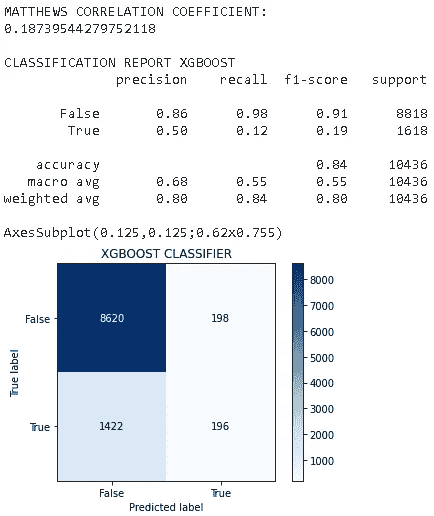 MATTHEWS CORRELATION COEFFICIENT:
0.18739544279752118
CLASSIFICATION REPORT XGBOOST
precision recall f1-score support
False 0.86 0.98 0.91 8818
True 0.50 0.12 0.19 1618
accuracy 0.84 10436
macro avg 0.68 0.55 0.55 10436
weighted avg 0.80 0.84 0.80 10436
AxesSubplot(0.125,0.125;0.62x0.755)
XGBOOST CLASSIFIER
8000
False 8620 198
7000
6000
5000
True label
4000
3000
True 1422 196
2000
1000
False True
Predicted label